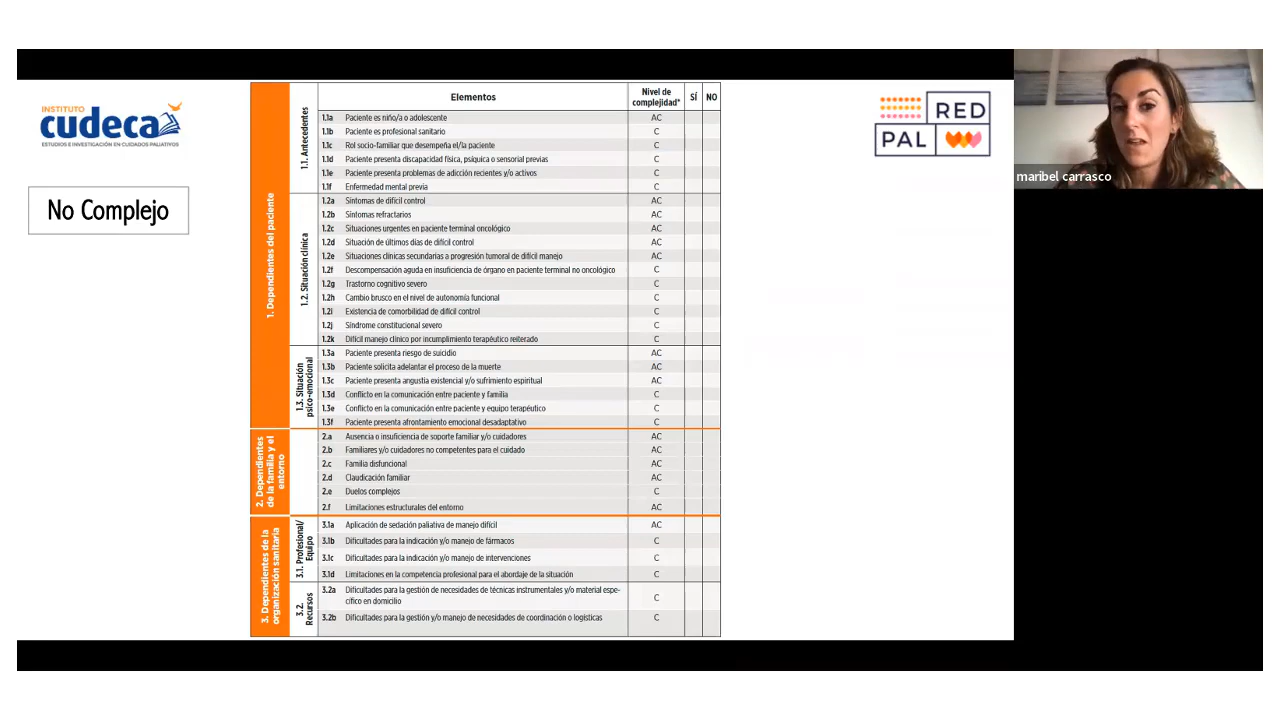 INSTITUTO
cudeca
ESTUDIOS E INVESTIGACIÓN EN CUIDADOS PALIATIVOS
No Complejo
Elementos
Nivel de
complejidad*
SÍ
NO
1. Dependientes del paciente
1.1. Antecedentes
1.1a Paciente es niño/a o adolescente AC
1.1b Paciente es profesional sanitario C
1.1c Rol socio-familiar que desempeña el/la paciente C
1.1d Paciente presenta discapacidad física, psíquica o sensorial previas C
1.1e Paciente presenta problemas de adicción recientes y/o activos C
1.1f Enfermedad mental previa C
1.2. Situación clínica
1.2a Síntomas de difícil control AC
1.2b Síntomas refractarios AC
1.2c Situaciones urgentes en paciente terminal oncológico AC
1.2d Situación de últimos días de difícil control AC
1.2e Situaciones clínicas secundarias a progresión tumoral de difícil manejo AC
1.2f Descompensación aguda en insuficiencia de órgano en paciente terminal no oncológico C
1.2g Trastorno cognitivo severo C
1.2h Cambio brusco en el nivel de autonomía funcional C
1.2i Existencia de comorbilidad de difícil control C
1.2j Síndrome constitucional severo C
1.2k Difícil manejo clínico por incumplimiento terapéutico reiterado C
1.3. Situación
psico-emocional
1.3a Paciente presenta riesgo de suicidio AC
1.3b Paciente solicita adelantar el proceso de la muerte AC
1.3c Paciente presenta angustia existencial y/o sufrimiento espiritual AC
1.3d Conflicto en la comunicación entre paciente y familia C
1.3e Conflicto en la comunicación entre paciente y equipo terapéutico C
1.3f Paciente presenta afrontamiento emocional desadaptativo C
2. Dependientes
de la familia y el
entorno
2.a Ausencia o insuficiencia de soporte familiar y/o cuidadores AC
2.b Familiares y/o cuidadores no competentes para el cuidado AC
2.c Familia disfuncional AC
2.d Claudicación familiar AC
2.e Duelos complejos C
2.f Limitaciones estructurales del entorno AC
3. Dependientes de la
organización sanitaria
3.1. Profesional/
Equipo
3.1a Aplicación de sedación paliativa de manejo difícil AC
3.1b Dificultades para la indicación y/o manejo de fármacos C
3.1c Dificultades para la indicación y/o manejo de intervenciones C
3.1d Limitaciones en la competencia profesional para el abordaje de la situación C
3.2.
Recursos
3.2a Dificultades para la gestión de necesidades de técnicas instrumentales y/o material espe-
cífico en domicilio C
3.2b Dificultades para la gestión y/o manejo de necesidades de coordinación o logísticas C
RED
PAL
maribel carrasco